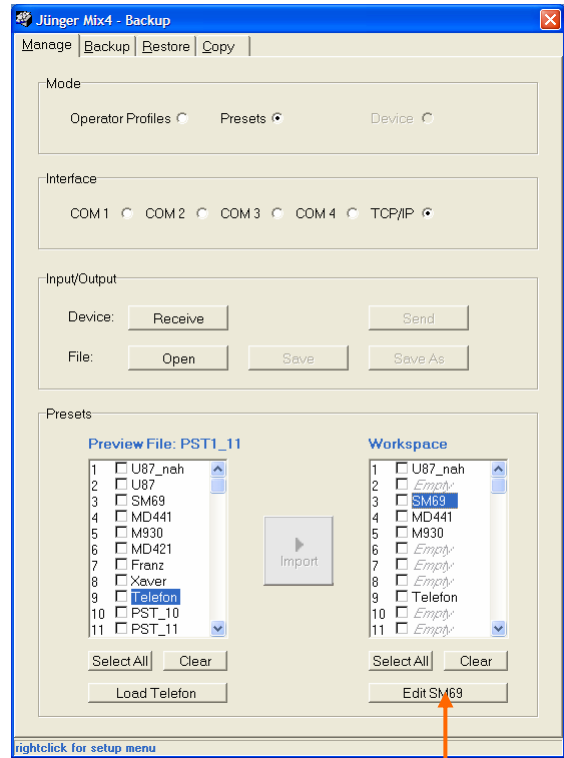 Jünger Mix4 - Backup
Manage Backup Restore Copy
Mode
Operator Profiles Presets Device
Interface
COM 1 COM 2 COM 3 COM 4 TCP/IP
Input/Output
Device: Receive Send
File: Open Save Save As
Presets
Preview File: PST1_11
1 U87_nah
2 U87
3 SM69
4 MD441
5 M930
6 MD421
7 Franz
8 Xaver
9 Telefon
10 PST_10
11 PST_11
Select All Clear
Load Telefon
Import
Workspace
1 U87_nah
2 Empty
3 SM69
4 MD441
5 M930
6 Empty
7 Empty
8 Empty
9 Telefon
10 Empty
11 Empty
Select All Clear
Edit SM69
rightclick for setup menu